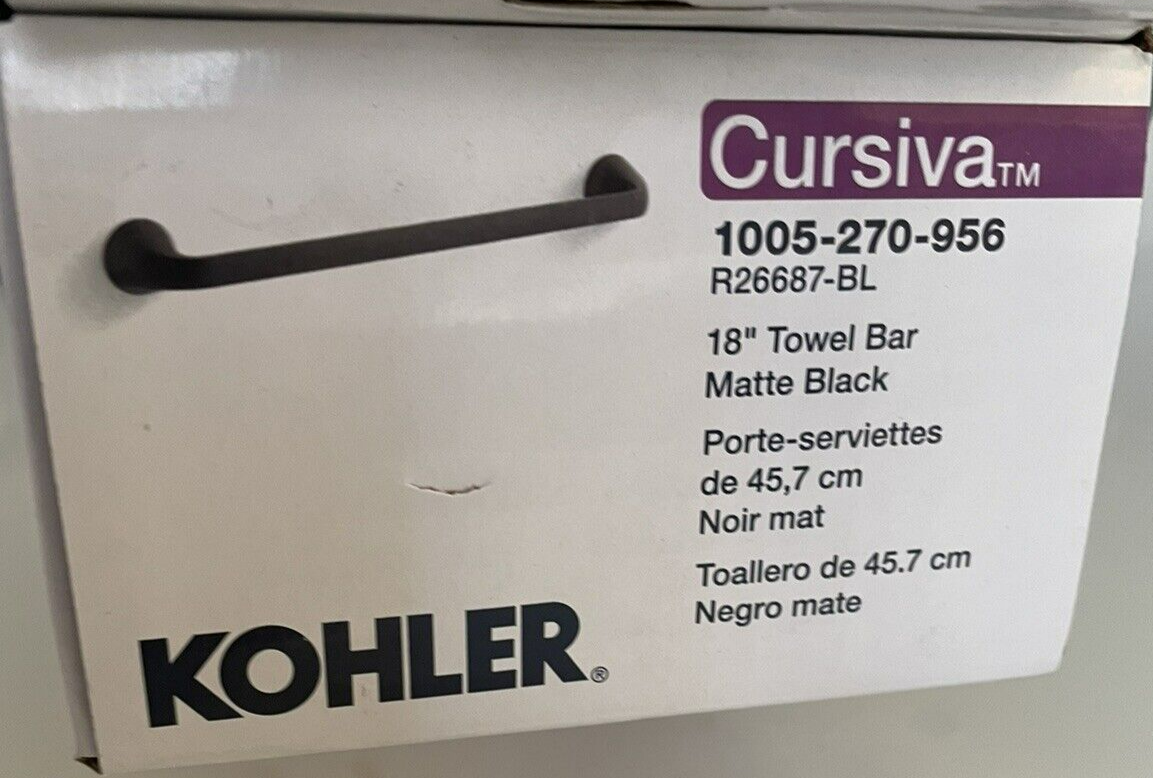 Cursiva™
1005-270-956
R26687-BL
18" Towel Bar
Matte Black
Porte-serviettes
de 45,7 cm
Noir mat
Toallero de 45.7 cm
Negro mate
KOHLER®